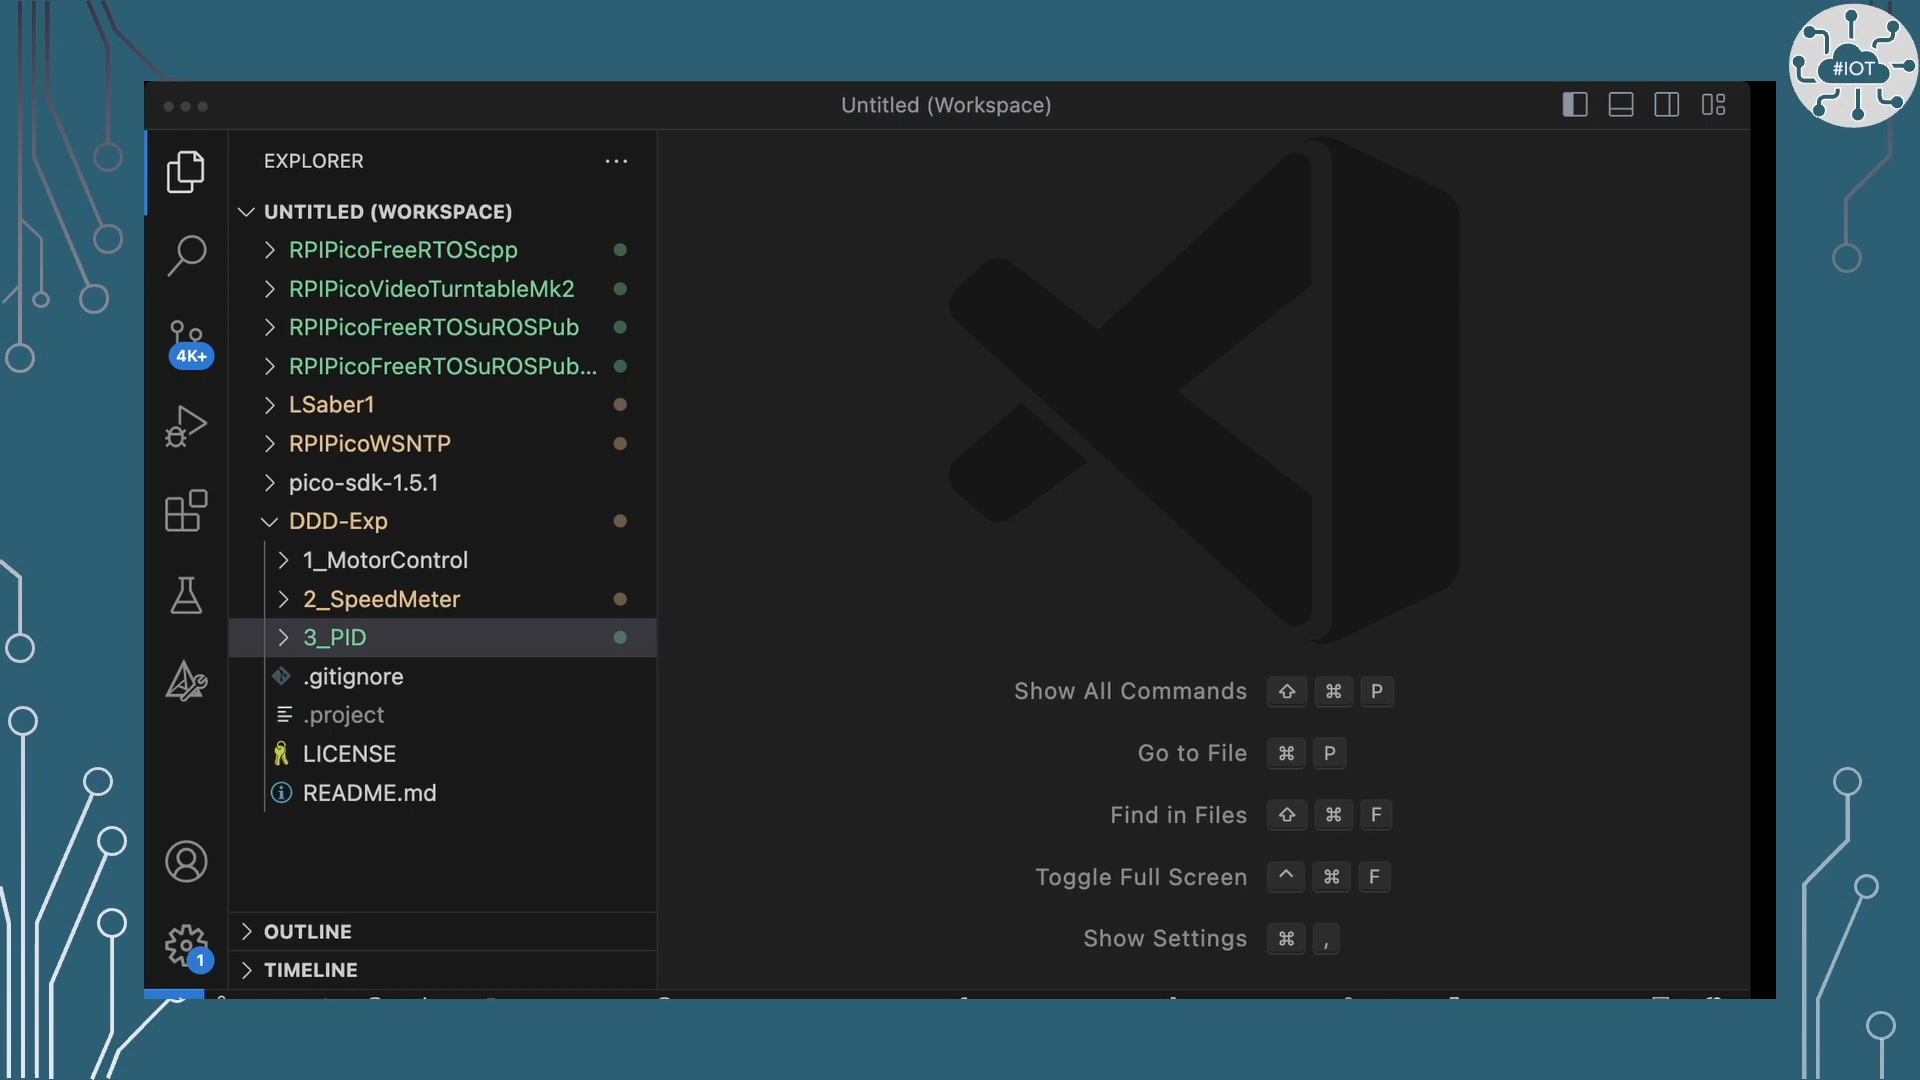 #IOT
Untitled (Workspace)
EXPLORER
UNTITLED (WORKSPACE)
RPIPicoFreeRTOScpp
RPIPicoVideoTurntableMk2
RPIPicoFreeRTOSuROSPub
RPIPicoFreeRTOSuROSPub...
4K+
LSaber1
RPIPicoWSNTP
pico-sdk-1.5.1
DDD-Exp
1_MotorControl
2_SpeedMeter
3_PID
.gitignore
.project
LICENSE
README.md
OUTLINE
TIMELINE
1
Show All Commands ⇧ ⌘ P
Go to File ⌘ P
Find in Files ⇧ ⌘ F
Toggle Full Screen ^ ⌘ F
Show Settings ⌘ ,